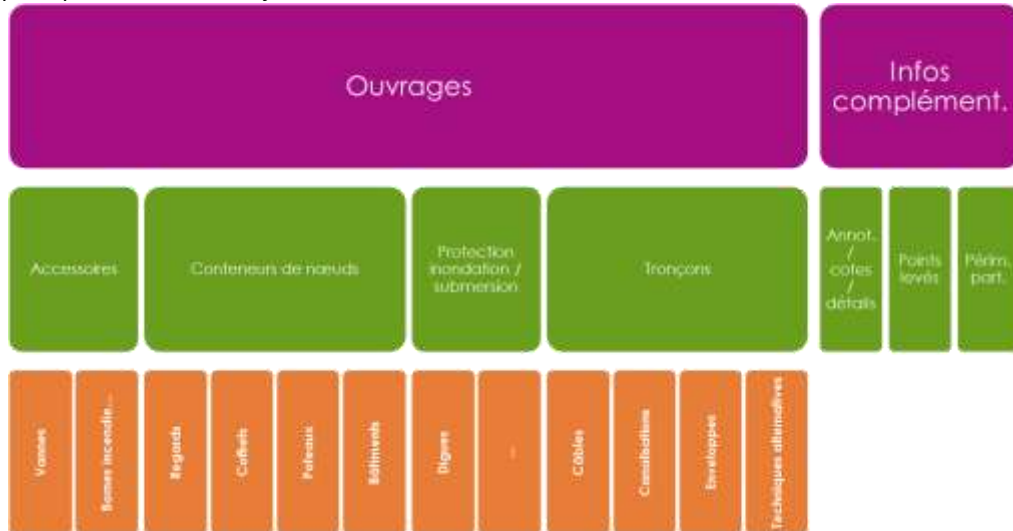 Ouvrages
Infos
complément.
Accessoires
Conteneurs de nœuds
Protection
inondation /
submersion
Tronçons
Annot.
/
cotes
/
détails
Points
levés
Périm.
part.
Vannes
Bornes incendie...
Regards
Coffrets
Poteaux
Bâtiments
Digues
...
Câbles
Canalisations
Enveloppes
Techniques alternatives